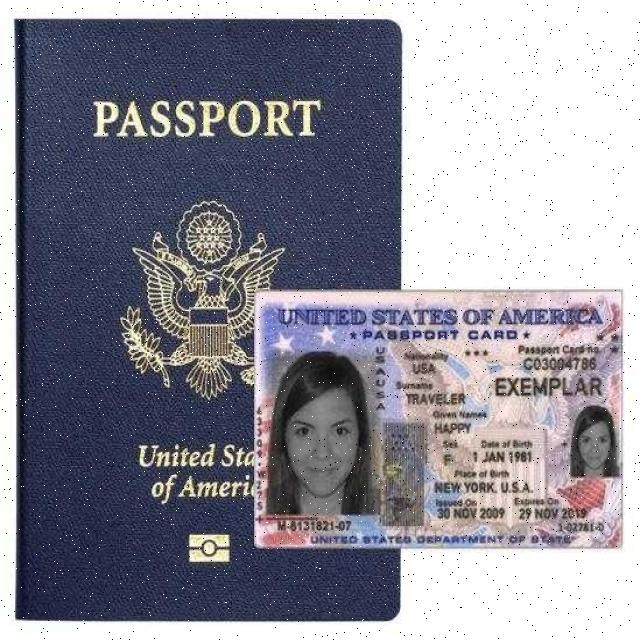 PASSPORT
United Sta
of Americ
UNITED STATES OF AMERICA
PASSPORT CARD
USAUSA
Nationality
USA
Passport Card no.
C03004786
Surname
TRAVELER
EXEMPLAR
Given Names
HAPPY
Sex
F
Date of Birth
1 JAN 1981
Place of Birth
NEW YORK, U.S.A.
Issued On
30 NOV 2009
Expires On
29 NOV 2019
M-8131821-07
1-02781-0
UNITED STATES DEPARTMENT OF STATE